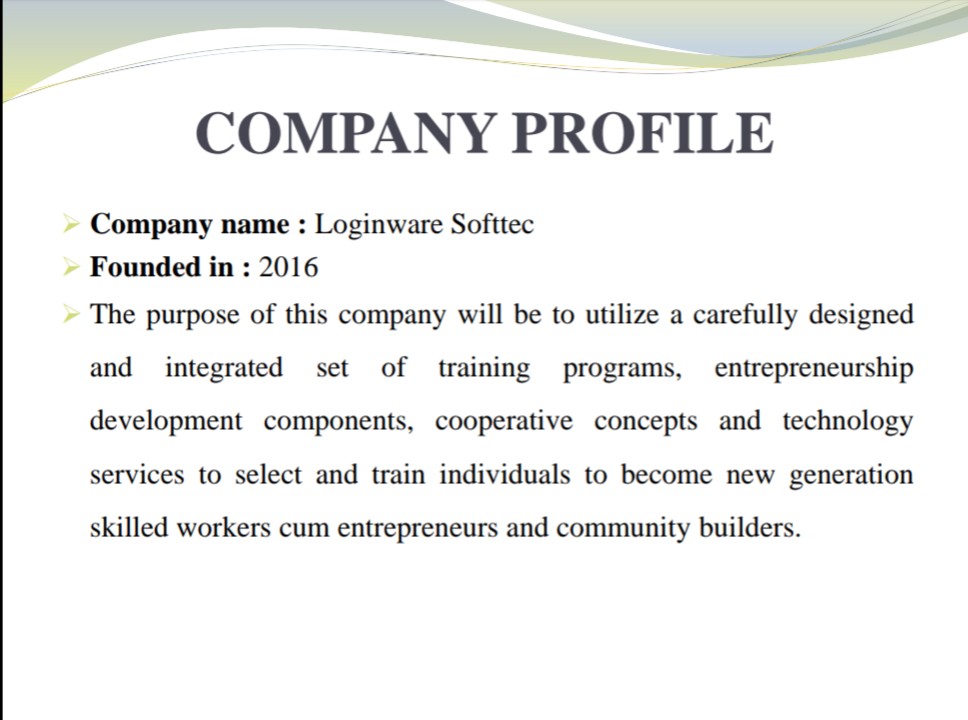 COMPANY PROFILE
Company name : Loginware Softtec
Founded in : 2016
The purpose of this company will be to utilize a carefully designed
and integrated set of training programs, entrepreneurship
development components, cooperative concepts and technology
services to select and train individuals to become new generation
skilled workers cum entrepreneurs and community builders.